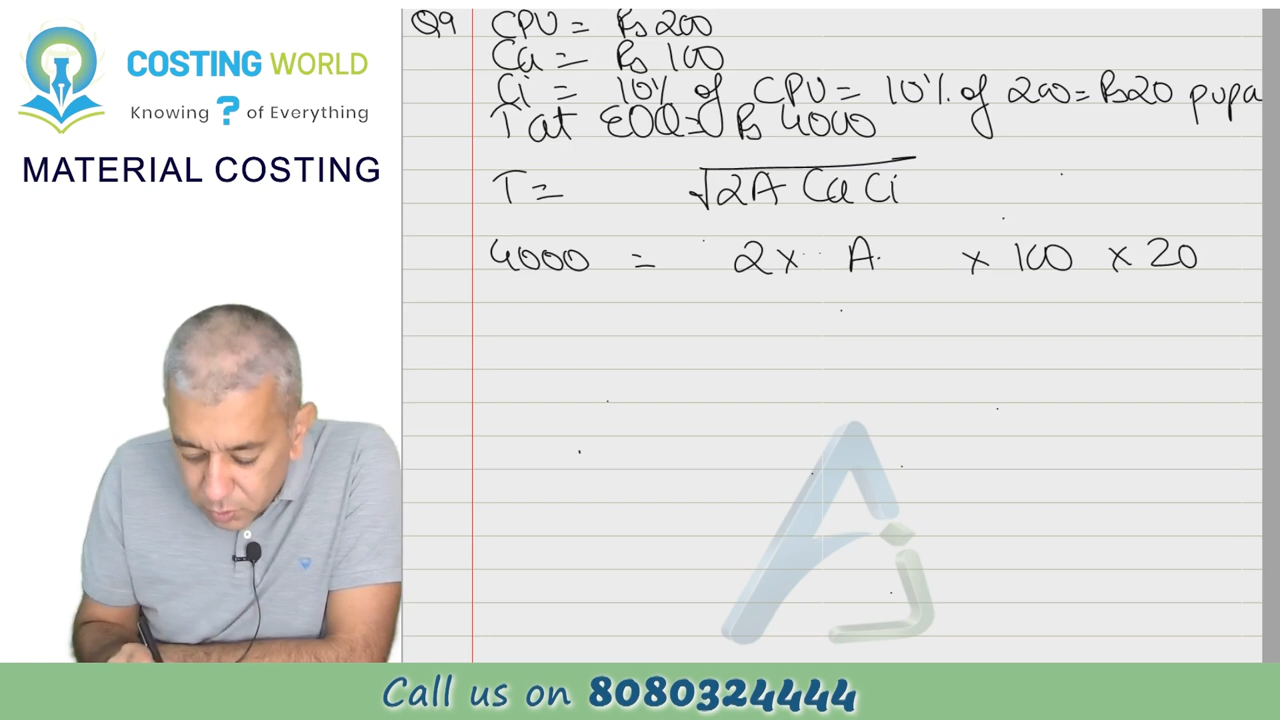 COSTING WORLD
Knowing ? of Everything
MATERIAL COSTING
Q9 CPU = Rs 200
Ca = Rs 100
Ci = 10% of CPU = 10% of 200 = Rs 20 pupa
T at EOQ = Rs 4000
T = √2A Ca Ci
4000 = 2 × A × 100 × 20
Call us on 8080324444